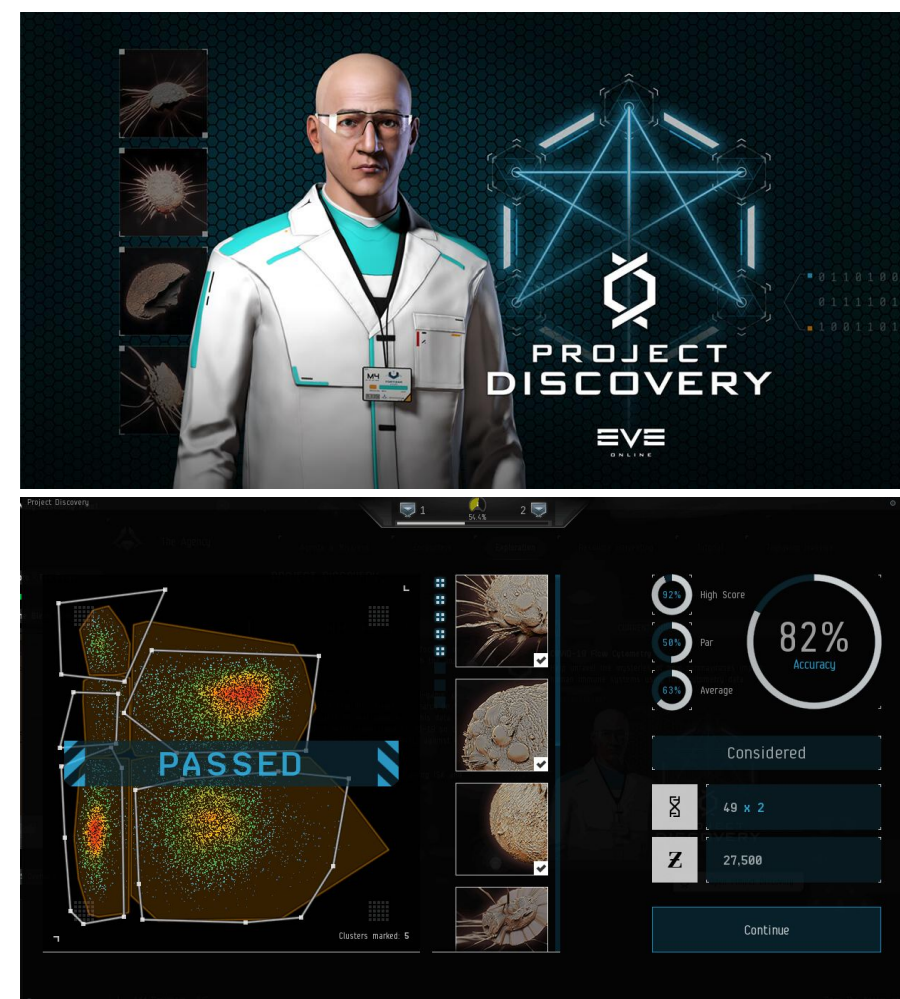 0110100
0111101
1001101
M4
PROJECT
DISCOVERY
EVE
ONLINE
Project Discovery
1
54.4%
2
92%
High Score
50%
Par
63%
Average
82%
Accuracy
PASSED
Considered
49 x 2
27,500
Continue
Clusters marked: 5